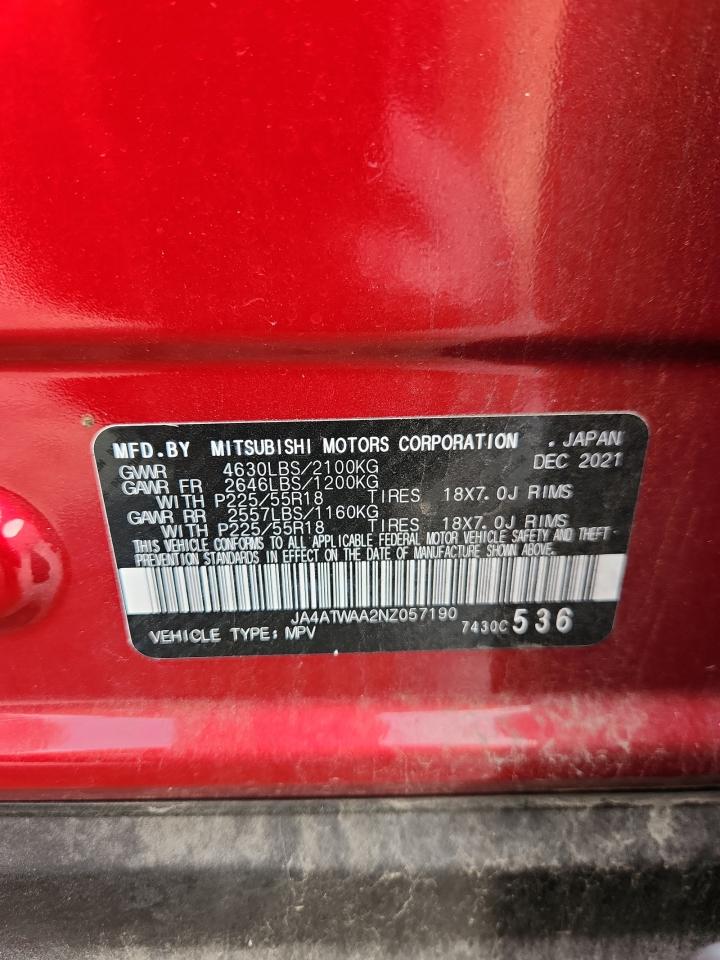 MFD.BY MITSUBISHI MOTORS CORPORATION . JAPAN
GVWR 4630LBS/2100KG DEC 2021
GAWR FR 2646LBS/1200KG
WITH P225/55R18 TIRES 18X7.0J RIMS
GAWR RR 2557LBS/1160KG
WITH P225/55R18 TIRES 18X7.0J RIMS
THIS VEHICLE CONFORMS TO ALL APPLICABLE FEDERAL MOTOR VEHICLE SAFETY AND THEFT-
PREVENTION STANDARDS IN EFFECT ON THE DATE OF MANUFACTURE SHOWN ABOVE.
JA4ATWAA2NZ057190
VEHICLE TYPE: MPV 7430C 536